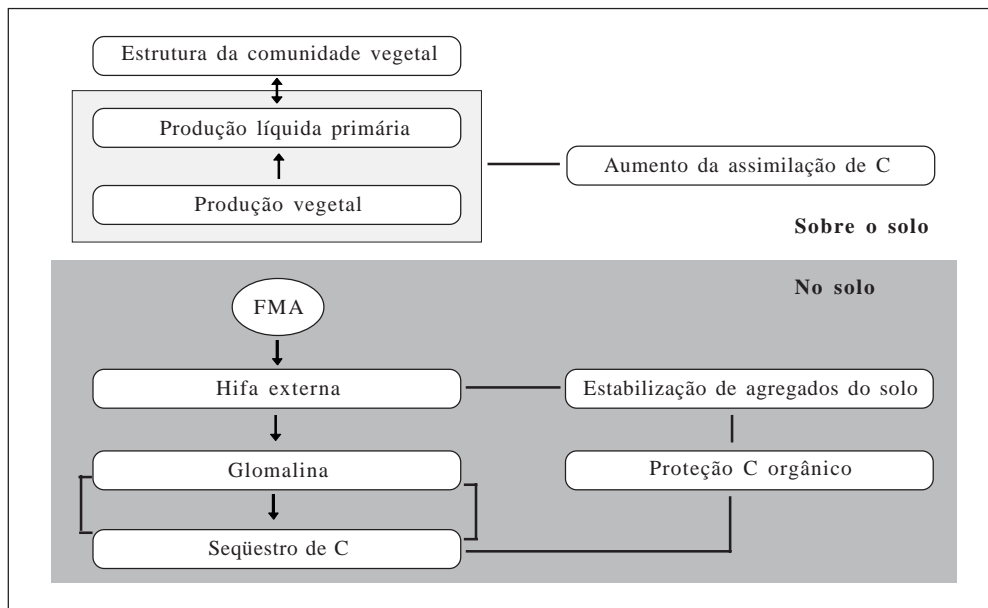 Estrutura da comunidade vegetal
Produção líquida primária
Produção vegetal
Aumento da assimilação de C
Sobre o solo
No solo
FMA
Hifa externa
Estabilização de agregados do solo
Glomalina
Proteção C orgânico
Seqüestro de C